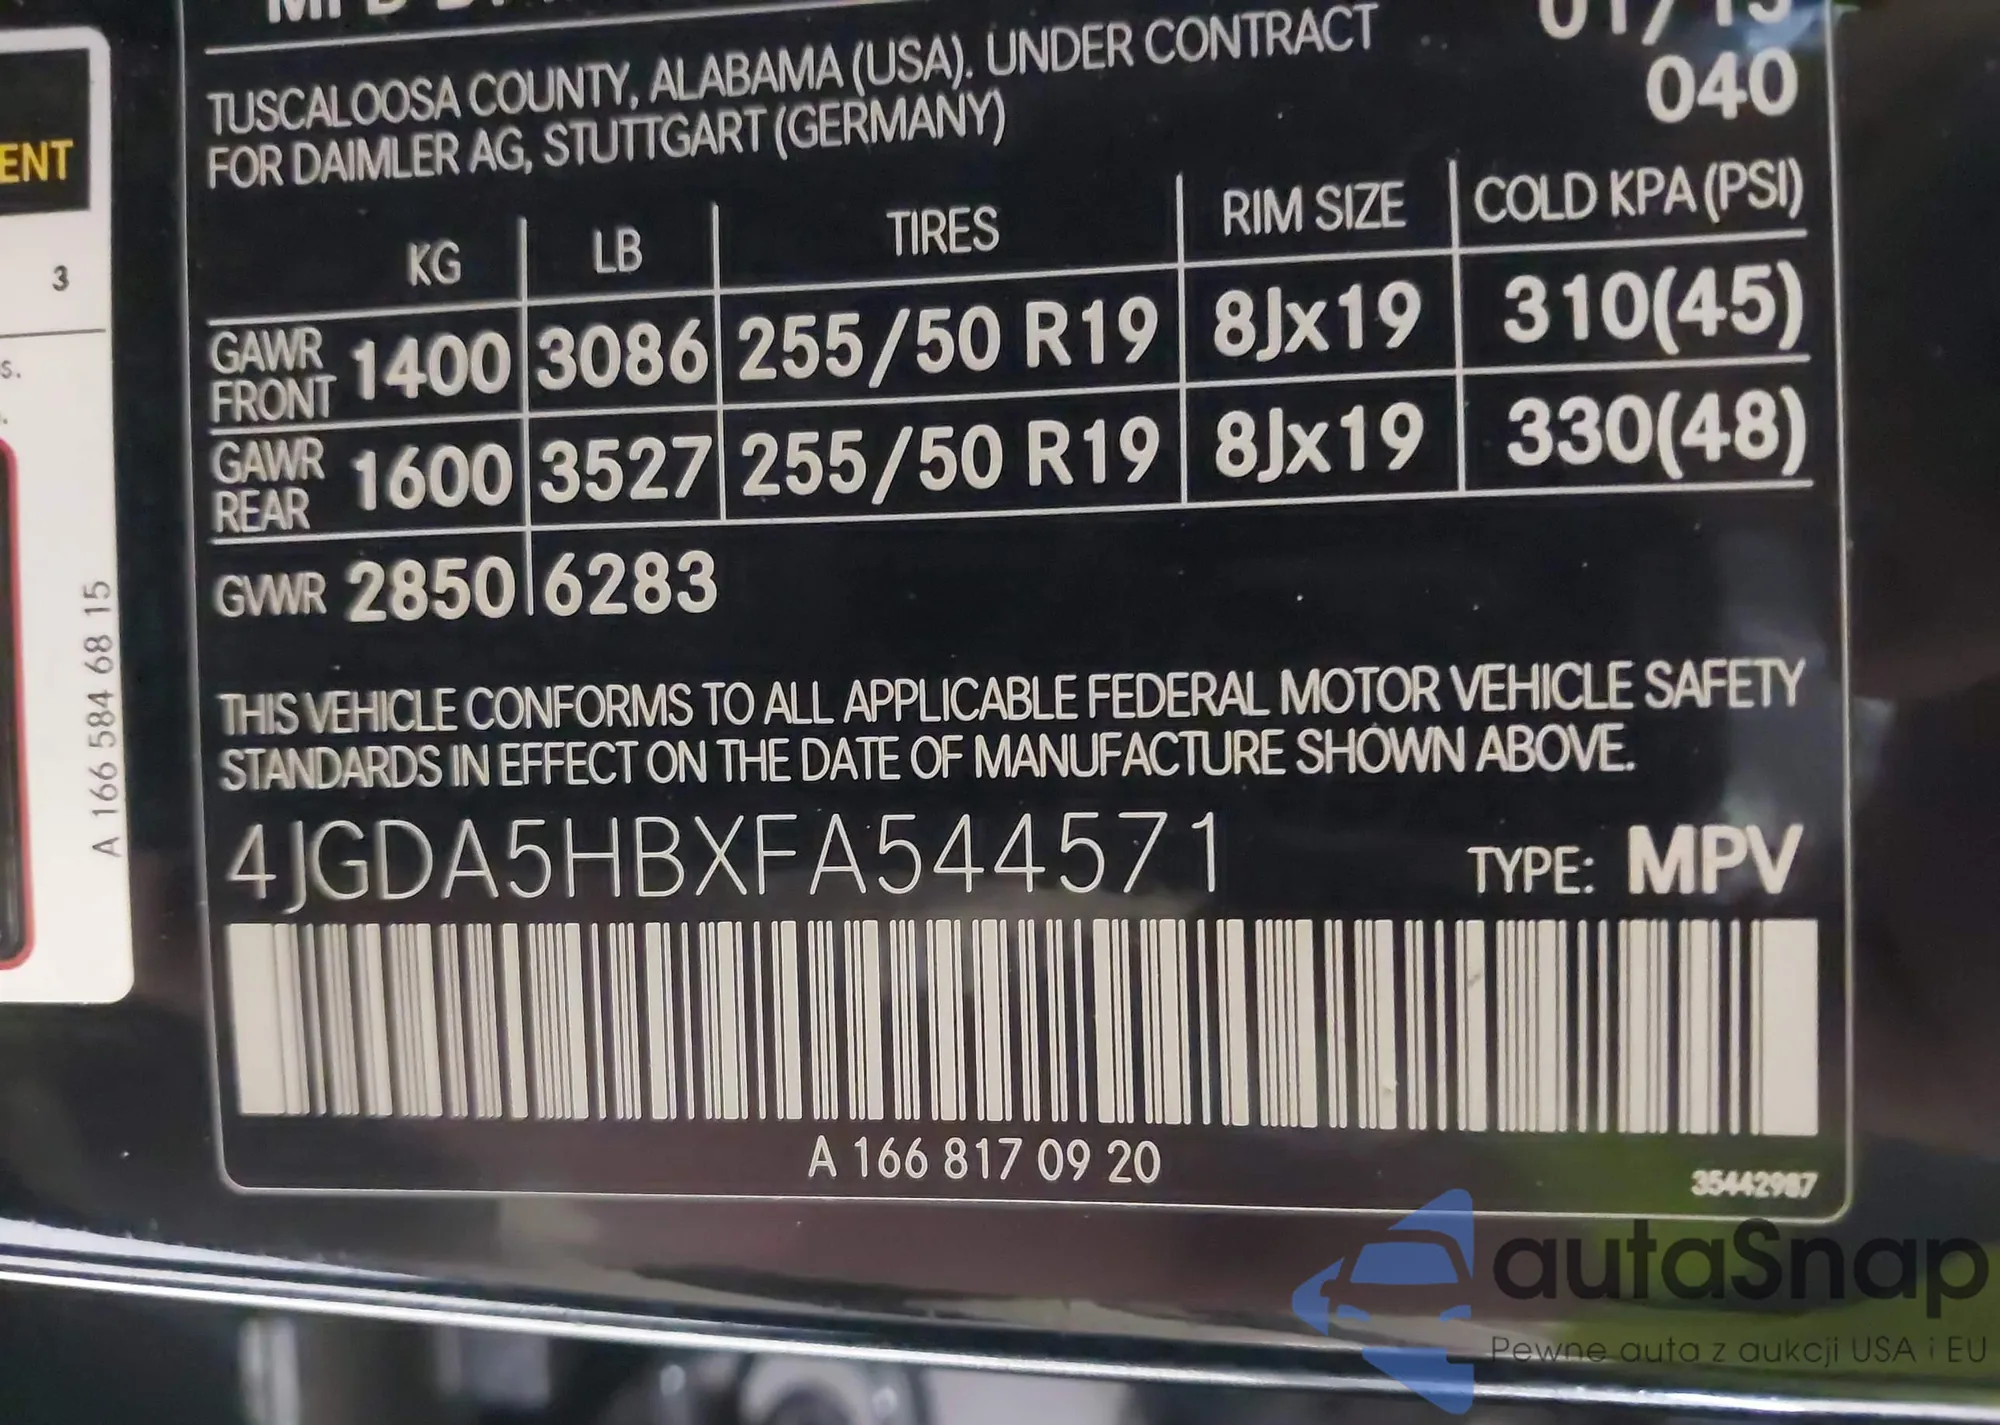 TUSCALOOSA COUNTY, ALABAMA (USA). UNDER CONTRACT
FOR DAIMLER AG, STUTTGART (GERMANY)
01/15
040
ENT
3
s.
A 166 584 68 15
KG LB TIRES RIM SIZE COLD KPA (PSI)
GAWR FRONT 1400 3086 255/50 R19 8Jx19 310(45)
GAWR REAR 1600 3527 255/50 R19 8Jx19 330(48)
GVWR 2850 6283
THIS VEHICLE CONFORMS TO ALL APPLICABLE FEDERAL MOTOR VEHICLE SAFETY
STANDARDS IN EFFECT ON THE DATE OF MANUFACTURE SHOWN ABOVE.
4JGDA5HBXFA544571 TYPE: MPV
A 166 817 09 20
35442987
autaSnap
Pewne auta z aukcji USA i EU